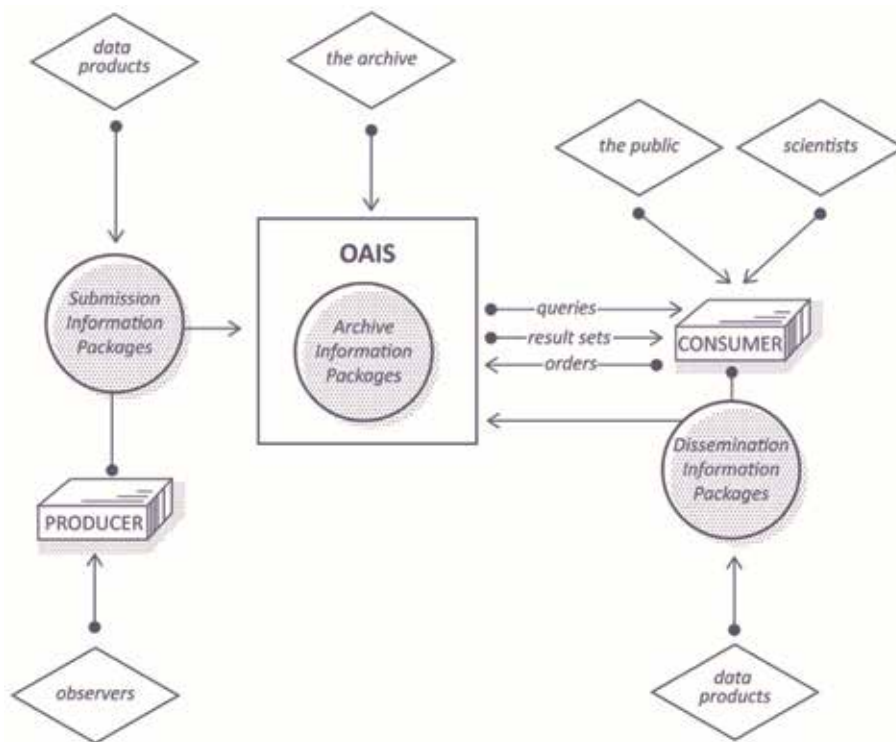 data
products
the archive
the public
scientists
OAIS
Submission
Information
Packages
Archive
Information
Packages
queries
result sets
orders
CONSUMER
Dissemination
Information
Packages
PRODUCER
observers
data
products